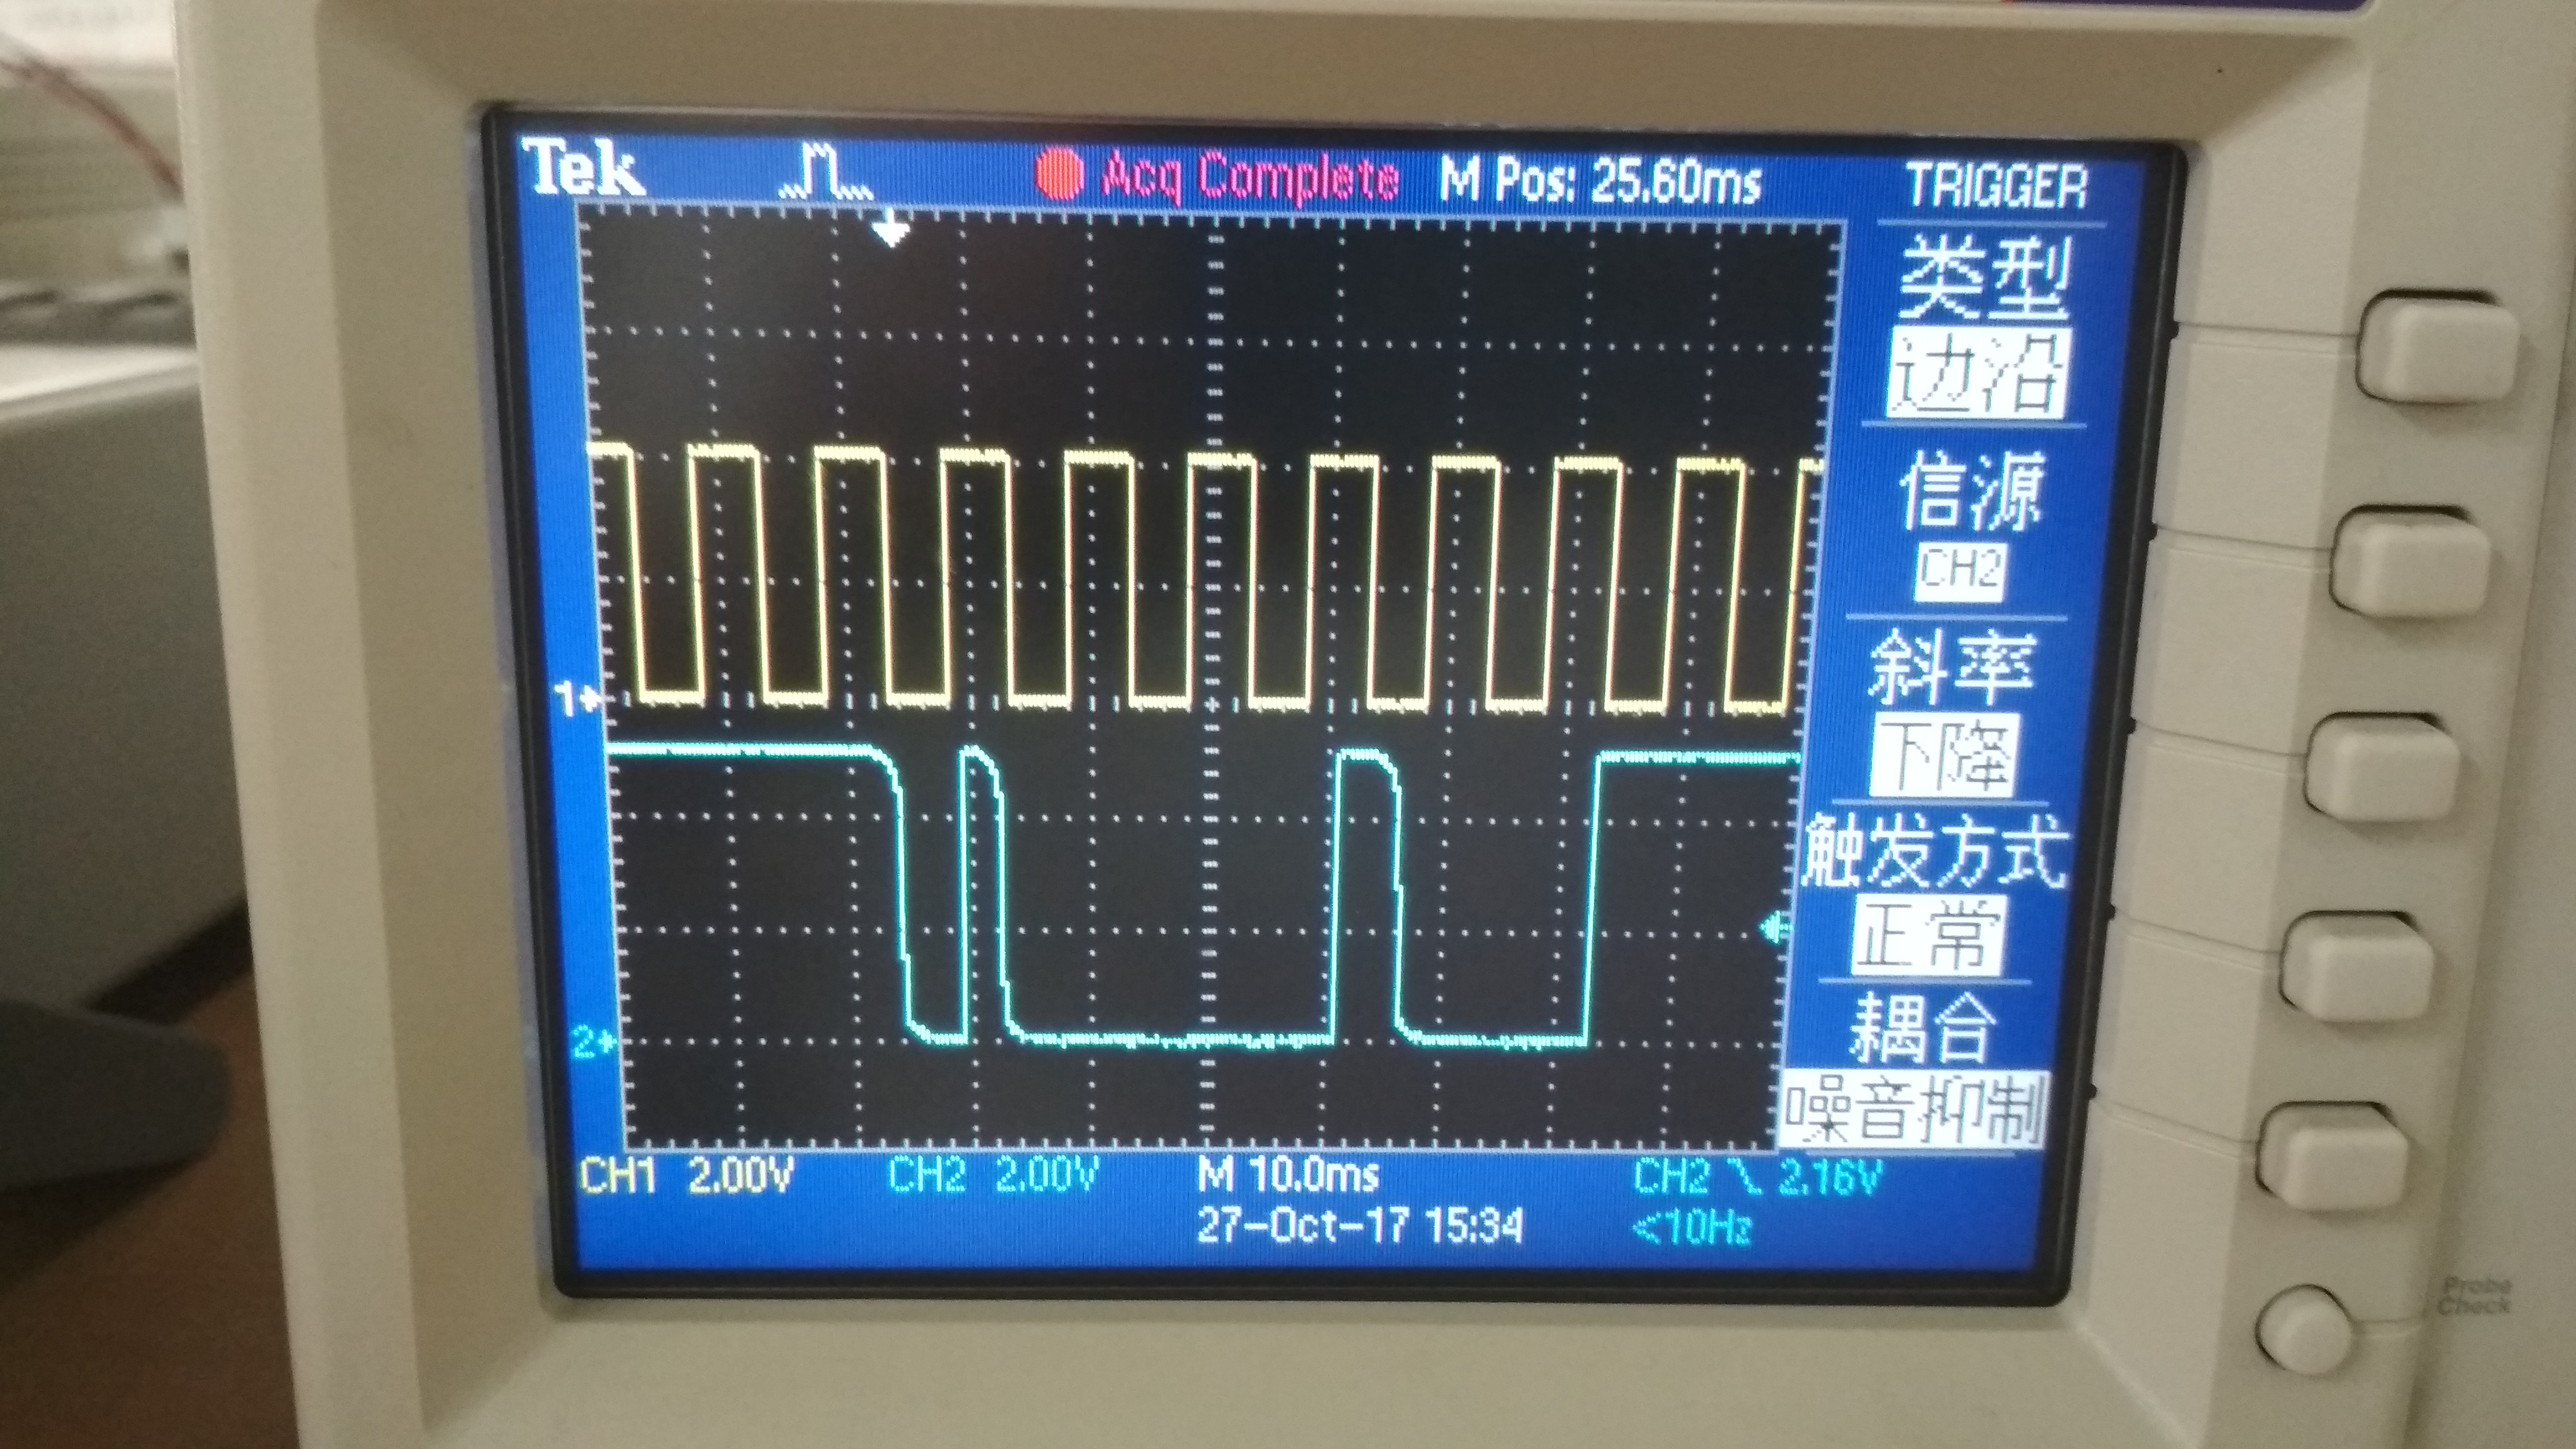 Tek
Acq Complete
M Pos: 25.60ms
TRIGGER
类型
边沿
信源
CH2
斜率
下降
触发方式
正常
耦合
噪音抑制
1
2
CH1 2.00V
CH2 2.00V
M 10.0ms
CH2 2.16V
27-Oct-17 15:34
<10Hz
Probe
Check